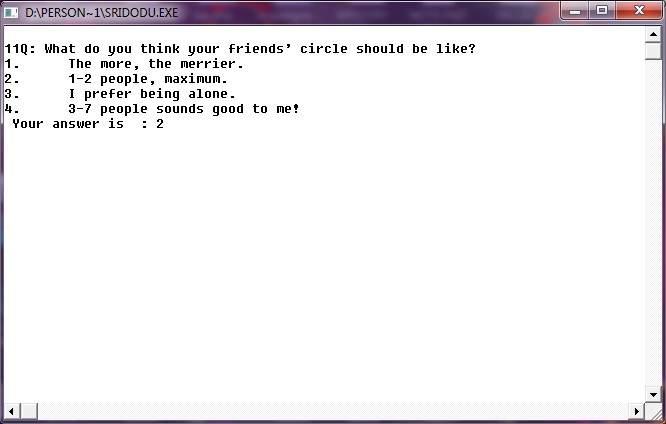 D:\PERSON~1\SRIDODU.EXE
11Q: What do you think your friends’ circle should be like?
1.      The more, the merrier.
2.      1-2 people, maximum.
3.      I prefer being alone.
4.      3-7 people sounds good to me!
Your answer is  : 2